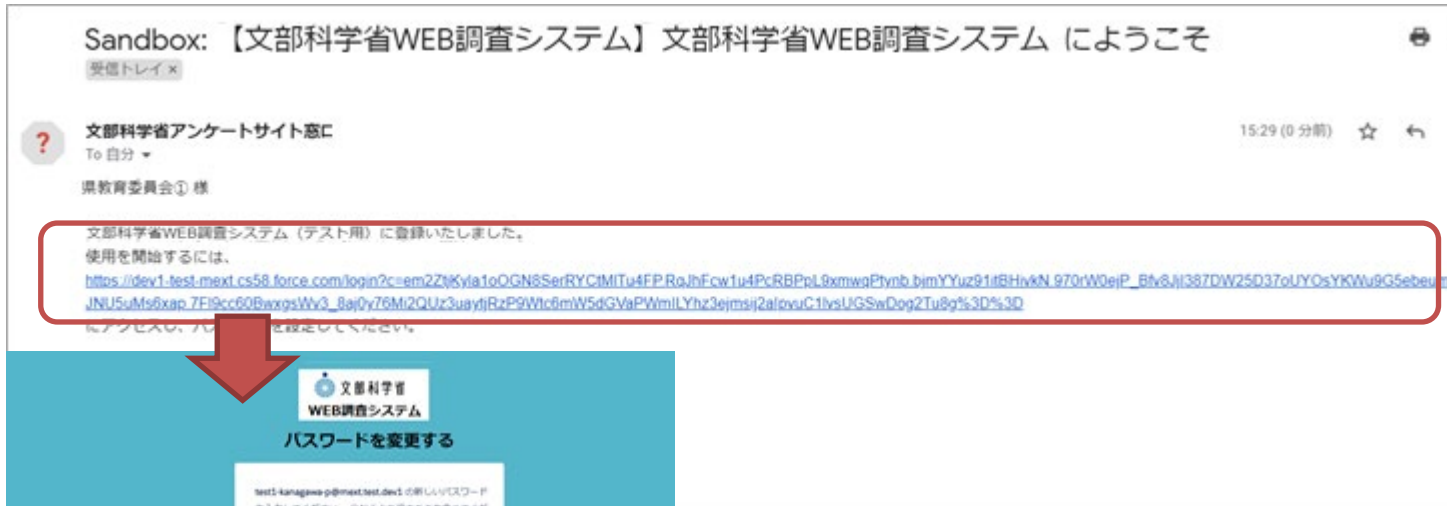 Sandbox: 【文部科学省WEB調査システム】文部科学省WEB調査システム にようこそ
受信トレイ ×
文部科学省アンケートサイト窓口
15:29 (0 分前)
To 自分
県教育委員会① 様
文部科学省WEB調査システム（テスト用）に登録いたしました。
使用を開始するには、
https://dev1-test-mext.cs58.force.com/login?c=
にアクセスし、パ を設定してください。
文部科学省
WEB調査システム
パスワードを変更する
test1-kanagawa-p@mext.test.dev1 の新しいパスワード